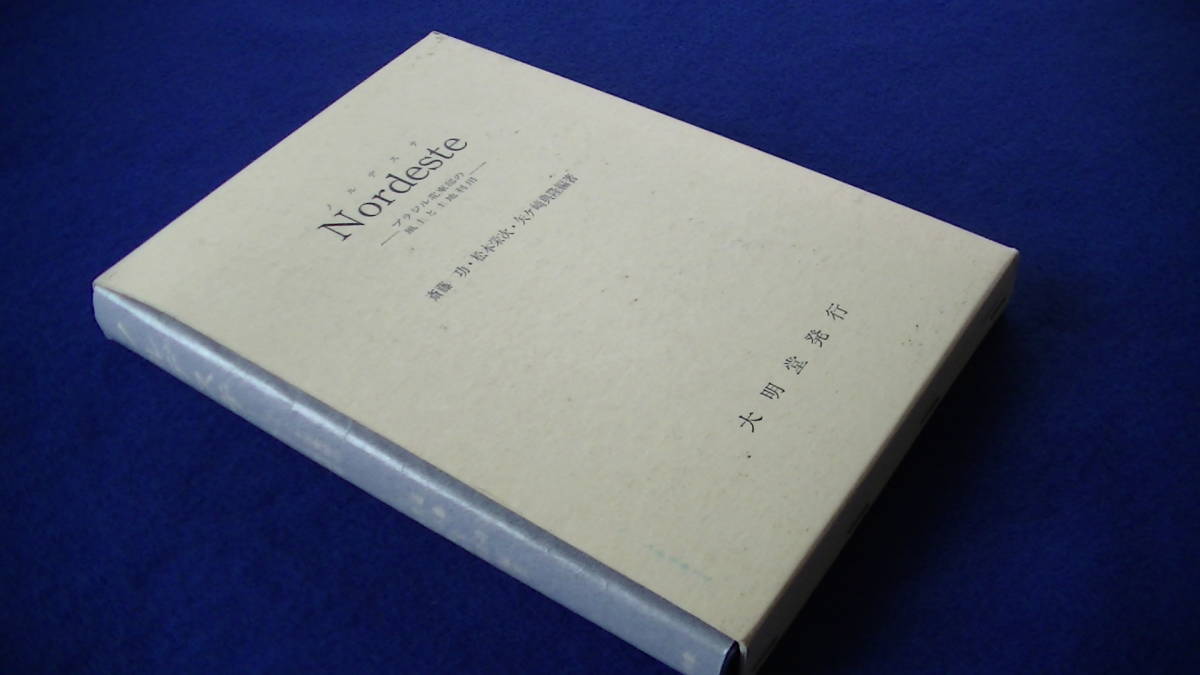 ノルデステ
Nordeste
―ブラジル北東部の
風土と土地利用―
斎藤 功・松本栄次・矢ケ崎典隆編著
大明堂発行